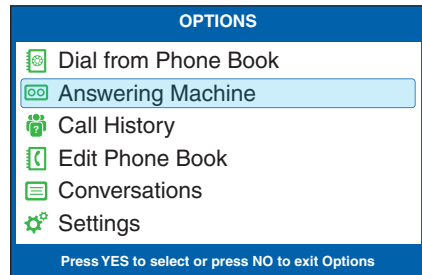 OPTIONS
Dial from Phone Book
Answering Machine
Call History
Edit Phone Book
Conversations
Settings
Press YES to select or press NO to exit Options